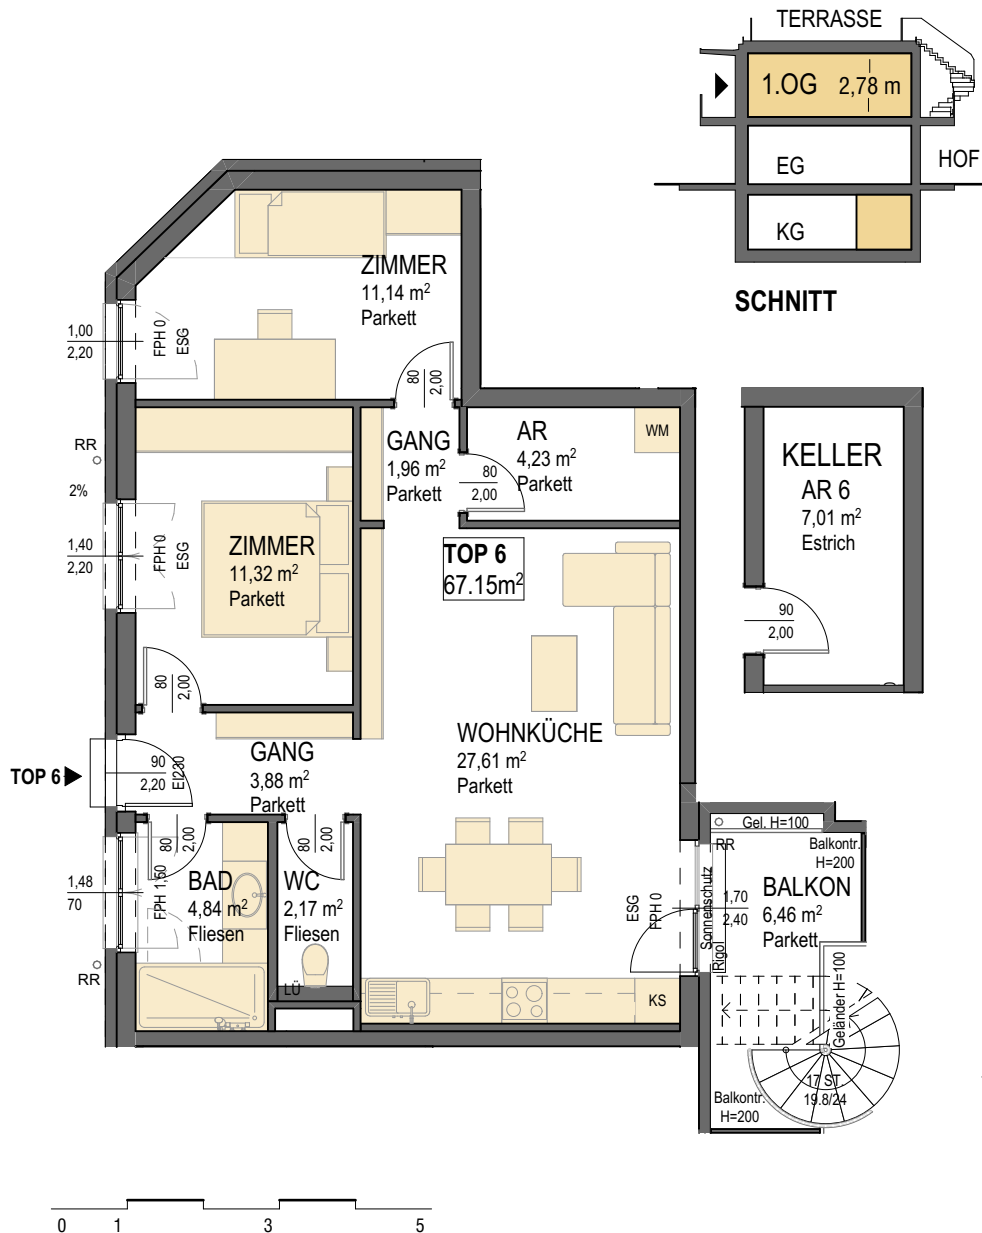 TERRASSE
1.OG 2,78 m
EG
HOF
KG
SCHNITT
ZIMMER
11,14 m²
Parkett
1,00
2,20
FPH 0
ESG
80
2,00
RR
2%
GANG
1,96 m²
Parkett
AR
4,23 m²
Parkett
WM
80
2,00
KELLER
AR 6
7,01 m²
Estrich
90
2,00
1,40
2,20
FPH 0
ESG
ZIMMER
11,32 m²
Parkett
TOP 6
67.15m²
80
2,00
WOHNKÜCHE
27,61 m²
Parkett
GANG
3,88 m²
Parkett
TOP 6
90
2,20
EI230
80
2,00
80
2,00
1,48
70
FPH 1,50
BAD
4,84 m²
Fliesen
WC
2,17 m²
Fliesen
RR
LÜ
KS
ESG
FPH 0
Gel. H=100
RR
Balkontr.
H=200
Sonnenschutz
1,70
2,40
BALKON
6,46 m²
Parkett
Rigol
Geländer H=100
17 ST.
19.8/24
Balkontr.
H=200
0 1 3 5